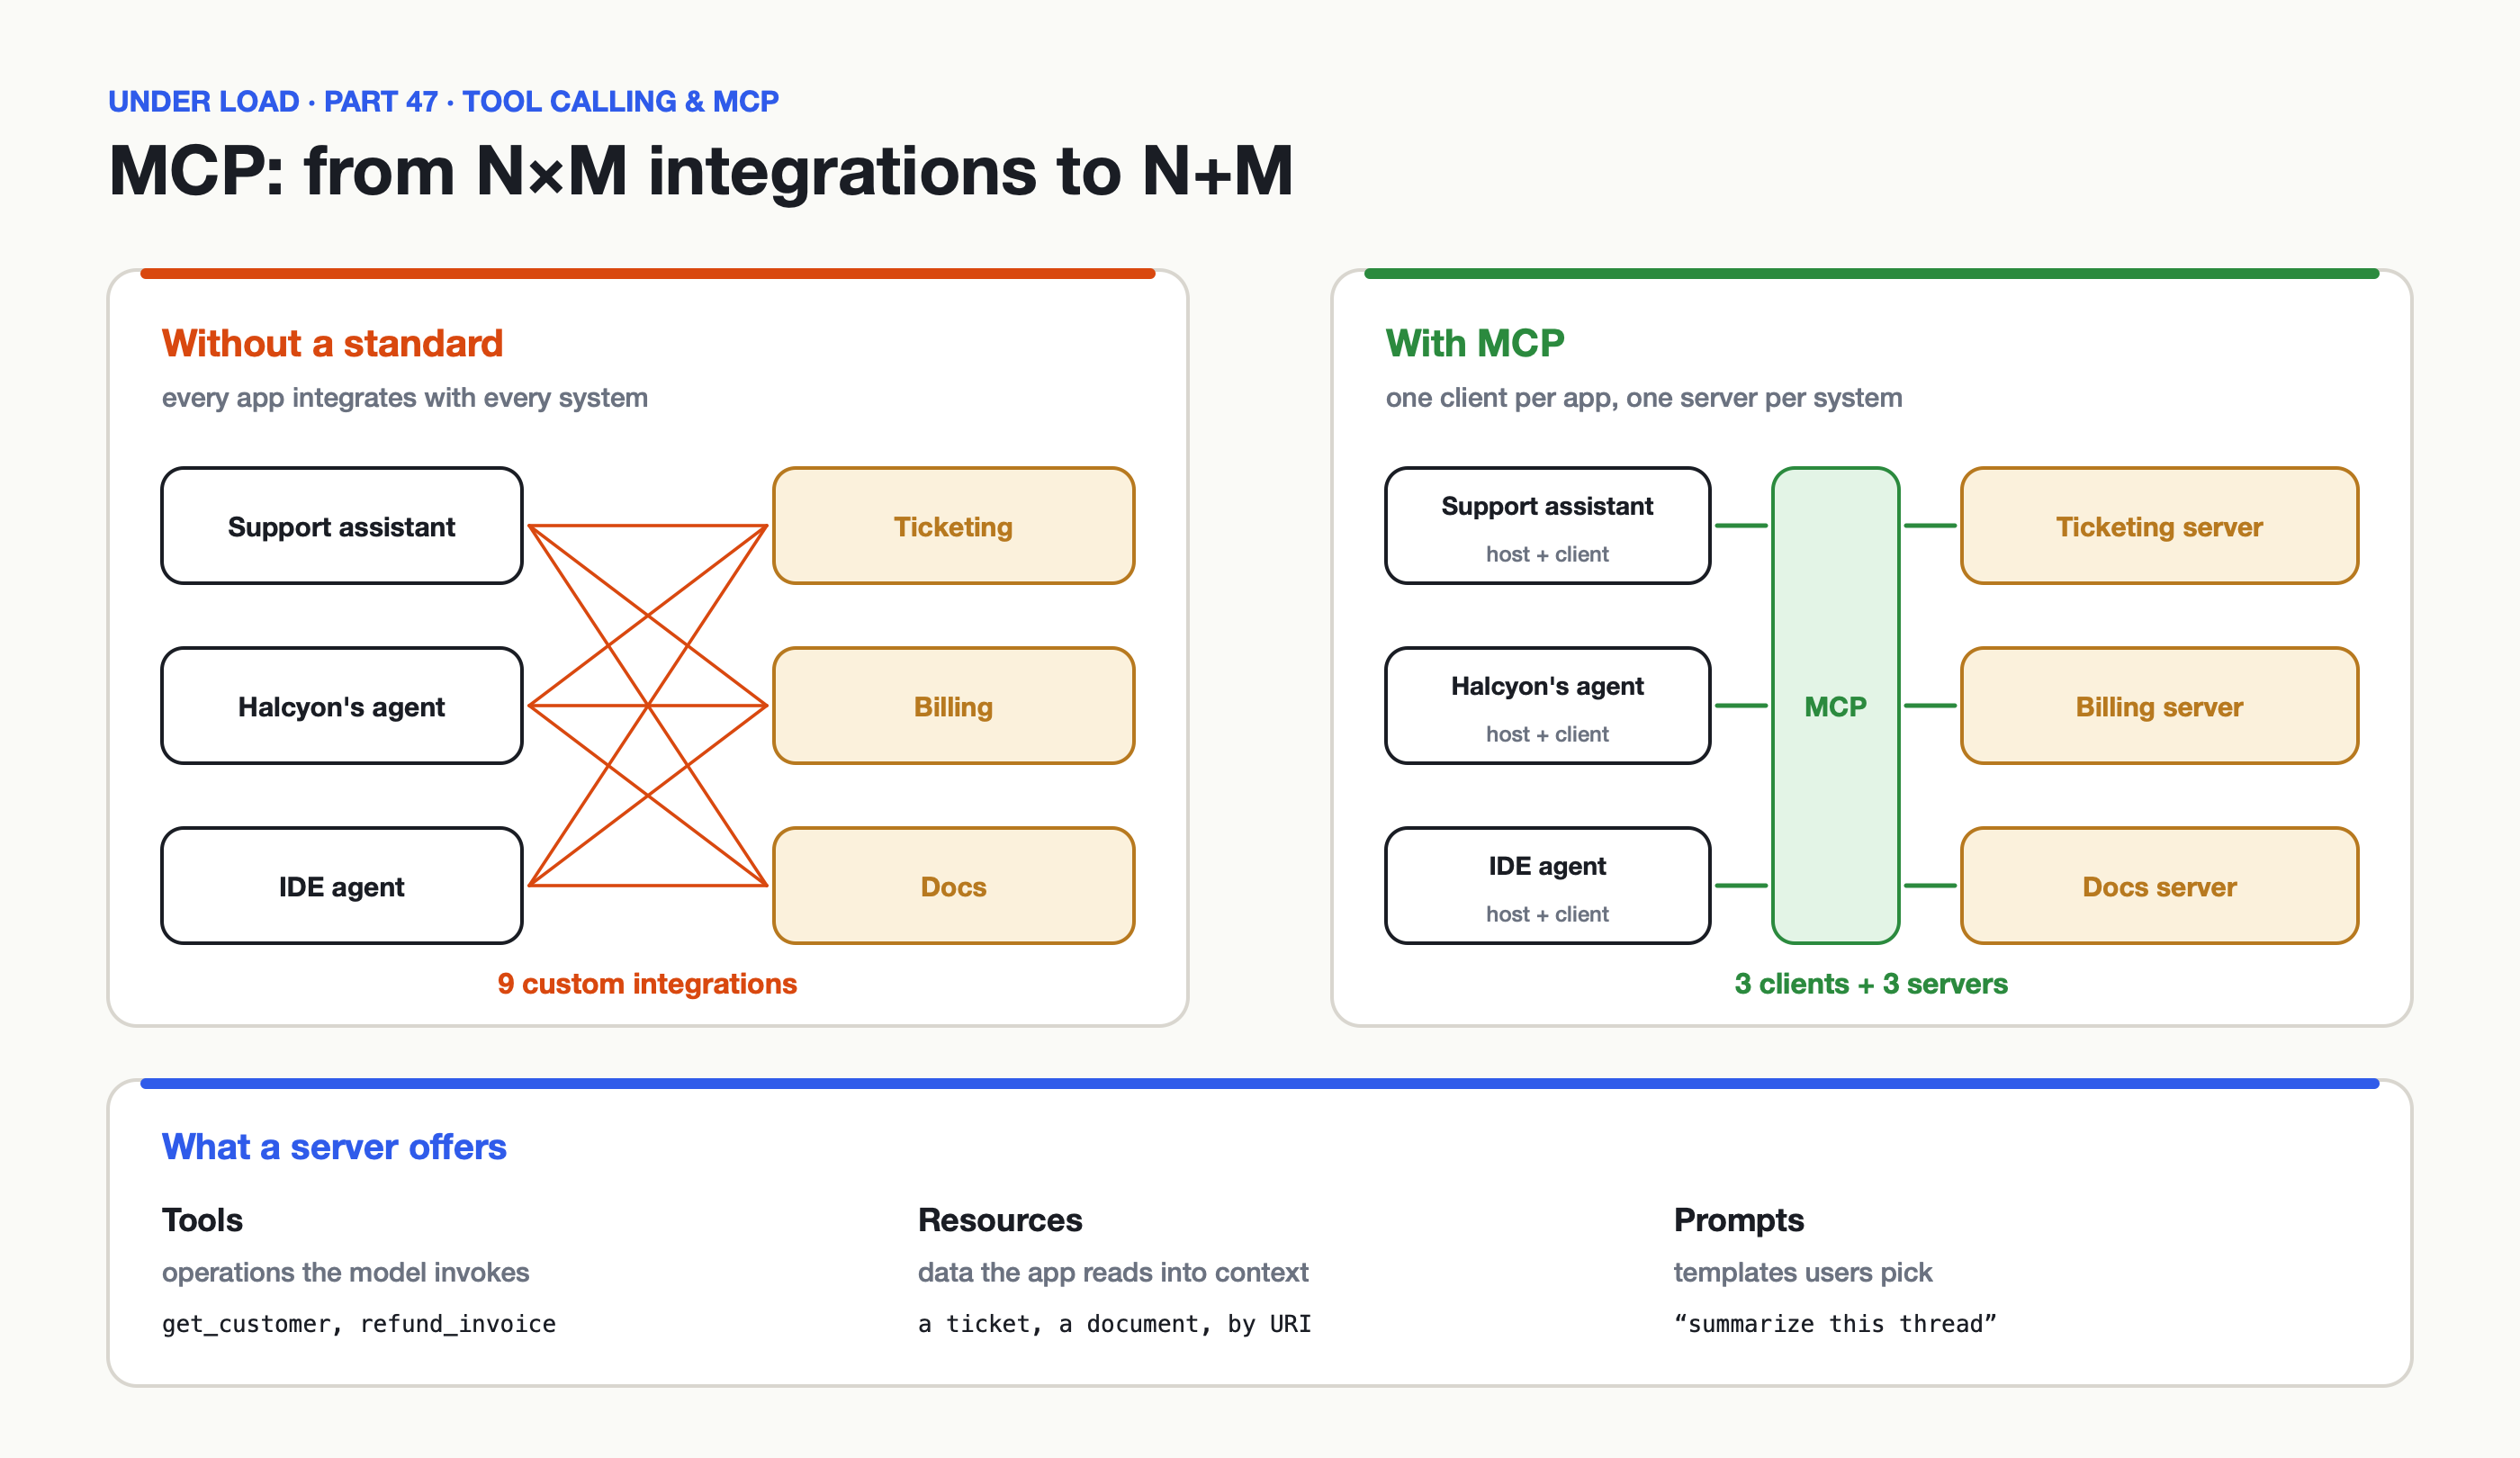 UNDER LOAD · PART 47 · TOOL CALLING & MCP
MCP: from N×M integrations to N+M
Without a standard
every app integrates with every system
Support assistant
Ticketing
Halcyon's agent
Billing
IDE agent
Docs
9 custom integrations
With MCP
one client per app, one server per system
Support assistant
host + client
Ticketing server
Halcyon's agent
host + client
MCP
Billing server
IDE agent
host + client
Docs server
3 clients + 3 servers
What a server offers
Tools
operations the model invokes
get_customer, refund_invoice
Resources
data the app reads into context
a ticket, a document, by URI
Prompts
templates users pick
“summarize this thread”